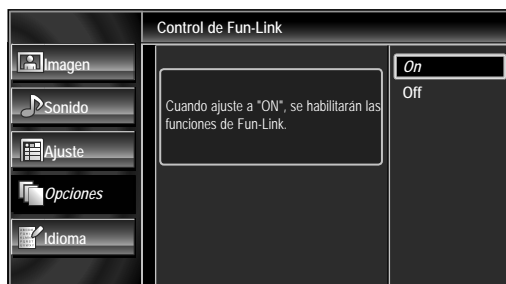 Control de Fun-Link
Imagen
Sonido
Ajuste
Opciones
Idioma
Cuando ajuste a "ON", se habilitarán las
funciones de Fun-Link.
On
Off